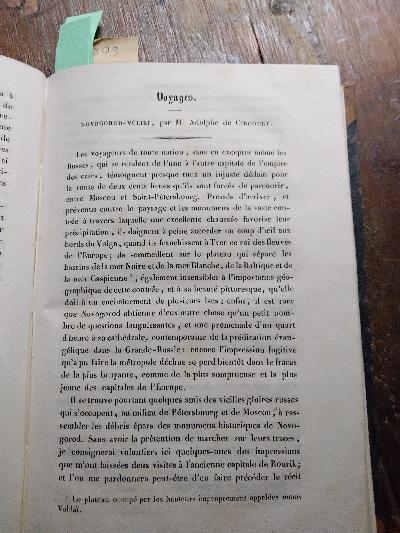 809
Voyages.
NOVOGOROD-VÉLIKI, par M. Adolphe de CIRCOURT.
Les voyageurs de toute nation, sans en excepter même les
Russes, qui se rendent de l'une à l'autre capitale de l'empire
des czars, témoignent presque tous un injuste dédain pour
la route de deux cents lieues qu'ils sont forcés de parcourir,
entre Moscou et Saint-Pétersbourg. Pressés d'arriver, et
prévenus contre le paysage et les monumens de la vaste con-
trée à travers laquelle une excellente chaussée favorise leur
précipitation, ils daignent à peine accorder un coup d'œil aux
bords du Volga, quand ils franchissent à Tver ce roi des fleuves
de l'Europe; ils sommeillent sur le plateau qui sépare les
bassins de la mer Noire et de la mer Blanche, de la Baltique et de
la mer Caspienne¹, également insensibles à l'importance géo-
graphique de cette contrée, et à sa beauté pittoresque, qu'elle
doit à un enchaînement de plusieurs lacs; enfin, il est rare
que Novogorod obtienne d'eux autre chose qu'un petit nom-
bre de questions languissantes, et une promenade d'un quart
d'heure à sa cathédrale, contemporaine de la prédication évan-
gélique dans la Grande-Russie: encore l'impression fugitive
qu'a pu faire la métropole déchue se perd bientôt dans le fracas
de la plus bruyante, comme de la plus somptueuse et la plus
jeune des capitales de l'Europe.
Il se trouve pourtant quelques amis des vieilles gloires russes
qui s'occupent, au milieu de Pétersbourg et de Moscou, à ras-
sembler les débris épars des monumens historiques de Novo-
gorod. Sans avoir la prétention de marcher sur leurs traces,
je consignerai volontiers ici quelques-unes des impressions
que m'ont laissées deux visites à l'ancienne capitale de Rourik;
et l'on me pardonnera peut-être d'en faire précéder le récit
¹ Le plateau occupé par les hauteurs improprement appelées monts
Valdaï.